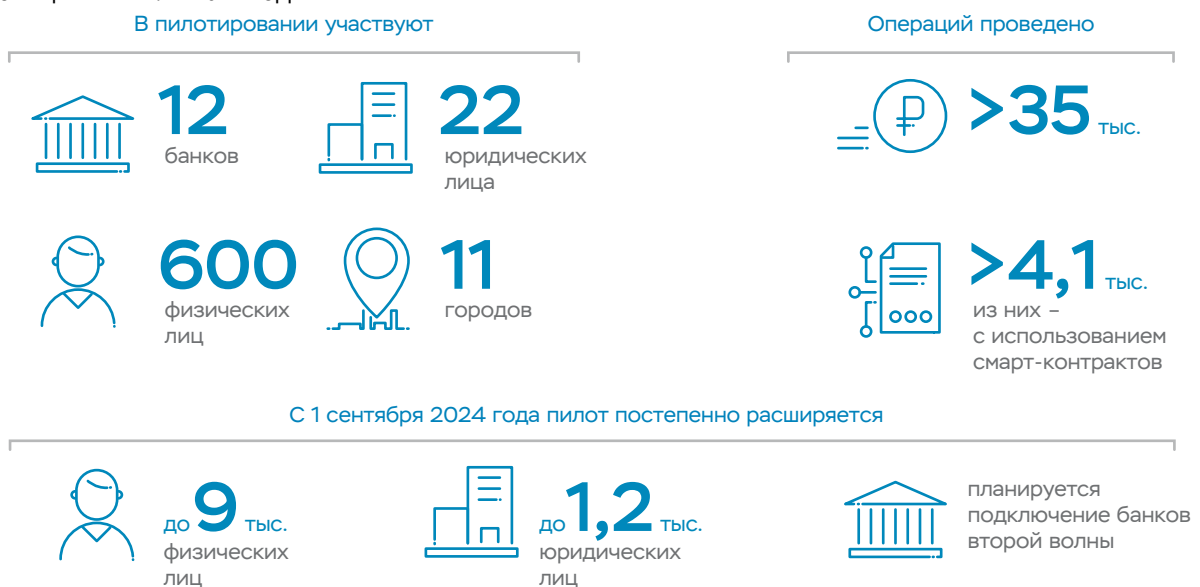 В пилотировании участвуют
12
банков
22
юридических
лица
600
физических
лиц
11
городов
Операций проведено
>35 тыс.
>4,1 тыс.
из них –
с использованием
смарт-контрактов
С 1 сентября 2024 года пилот постепенно расширяется
до 9 тыс.
физических
лиц
до 1,2 тыс.
юридических
лиц
планируется
подключение банков
второй волны